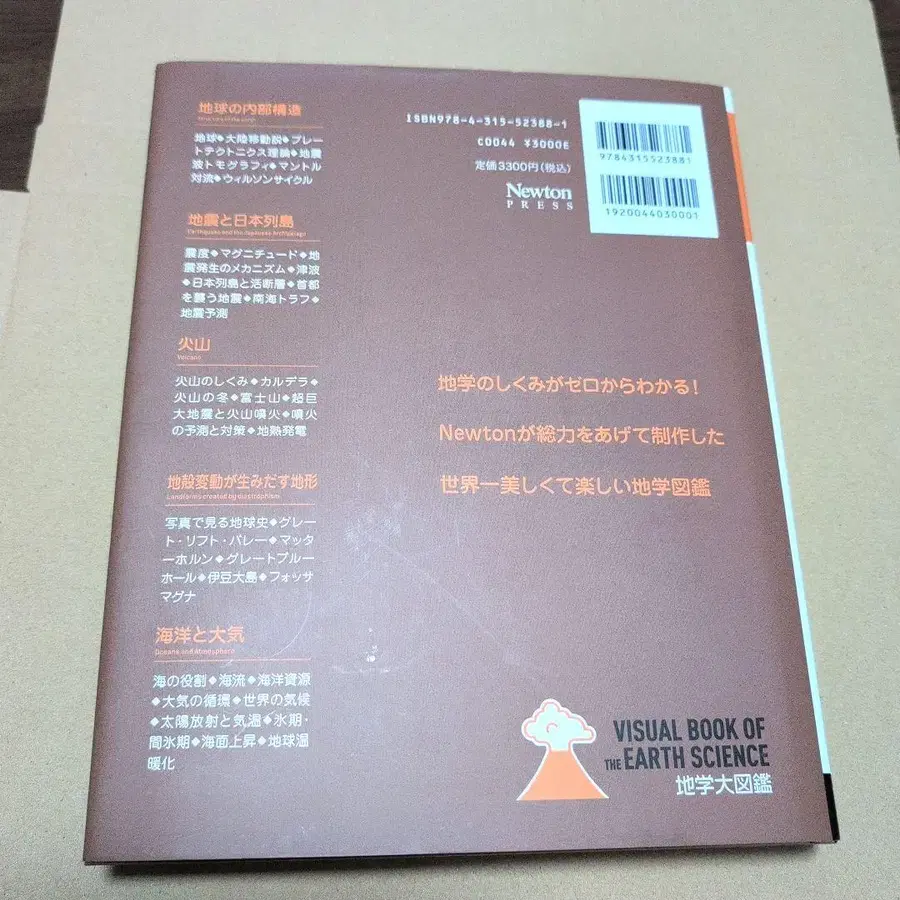 地球の内部構造
地球◆大陸移動説◆プレー
トテクトニクス理論◆地震
波トモグラフィ◆マントル
対流◆ウィルソンサイクル
地震と日本列島
Earthquake and the Japanese Archipelago
震度◆マグニチュード◆地
震発生のメカニズム◆津波
◆日本列島と活断層◆首都
を襲う地震◆南海トラフ◆
地震予測
火山
Volcano
火山のしくみ◆カルデラ◆
火山の冬◆富士山◆超巨
大地震と火山噴火◆噴火
の予測と対策◆地熱発電
地殻変動が生みだす地形
Landforms created by diastrophism
写真で見る地球史◆グレー
ト・リフト・バレー◆マッタ
ーホルン◆グレートブルー
ホール◆伊豆大島◆フォッサ
マグナ
海洋と大気
Oceans and Atmosphere
海の役割◆海流◆海洋資源
◆大気の循環◆世界の気候
◆太陽放射と気温◆氷期・
間氷期◆海面上昇◆地球温
暖化
ISBN978-4-315-52388-1
C0044 ¥3000E
定価3300円(税込)
Newton
PRESS
9784315523881
1920044030001
地学のしくみがゼロからわかる!
Newtonが総力をあげて制作した
世界一美しくて楽しい地学図鑑
VISUAL BOOK OF
THE EARTH SCIENCE
地学大図鑑